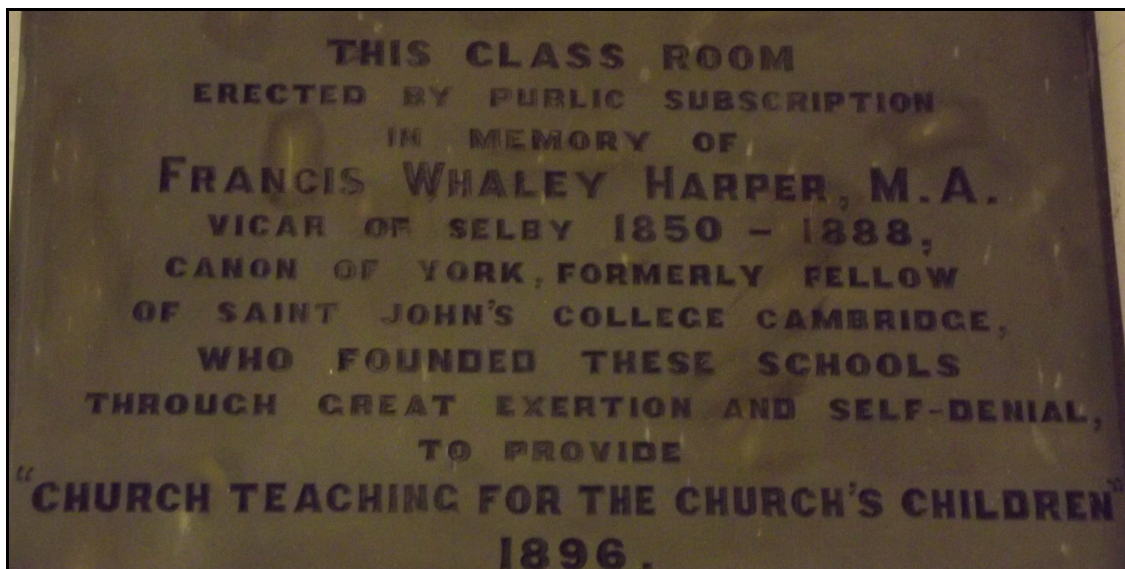 THIS CLASS ROOM
ERECTED BY PUBLIC SUBSCRIPTION
IN MEMORY OF
FRANCIS WHALEY HARPER, M.A.
VICAR OF SELBY 1850 – 1888,
CANON OF YORK, FORMERLY FELLOW
OF SAINT JOHN'S COLLEGE CAMBRIDGE,
WHO FOUNDED THESE SCHOOLS
THROUGH GREAT EXERTION AND SELF-DENIAL,
TO PROVIDE
“CHURCH TEACHING FOR THE CHURCH'S CHILDREN”
1896.